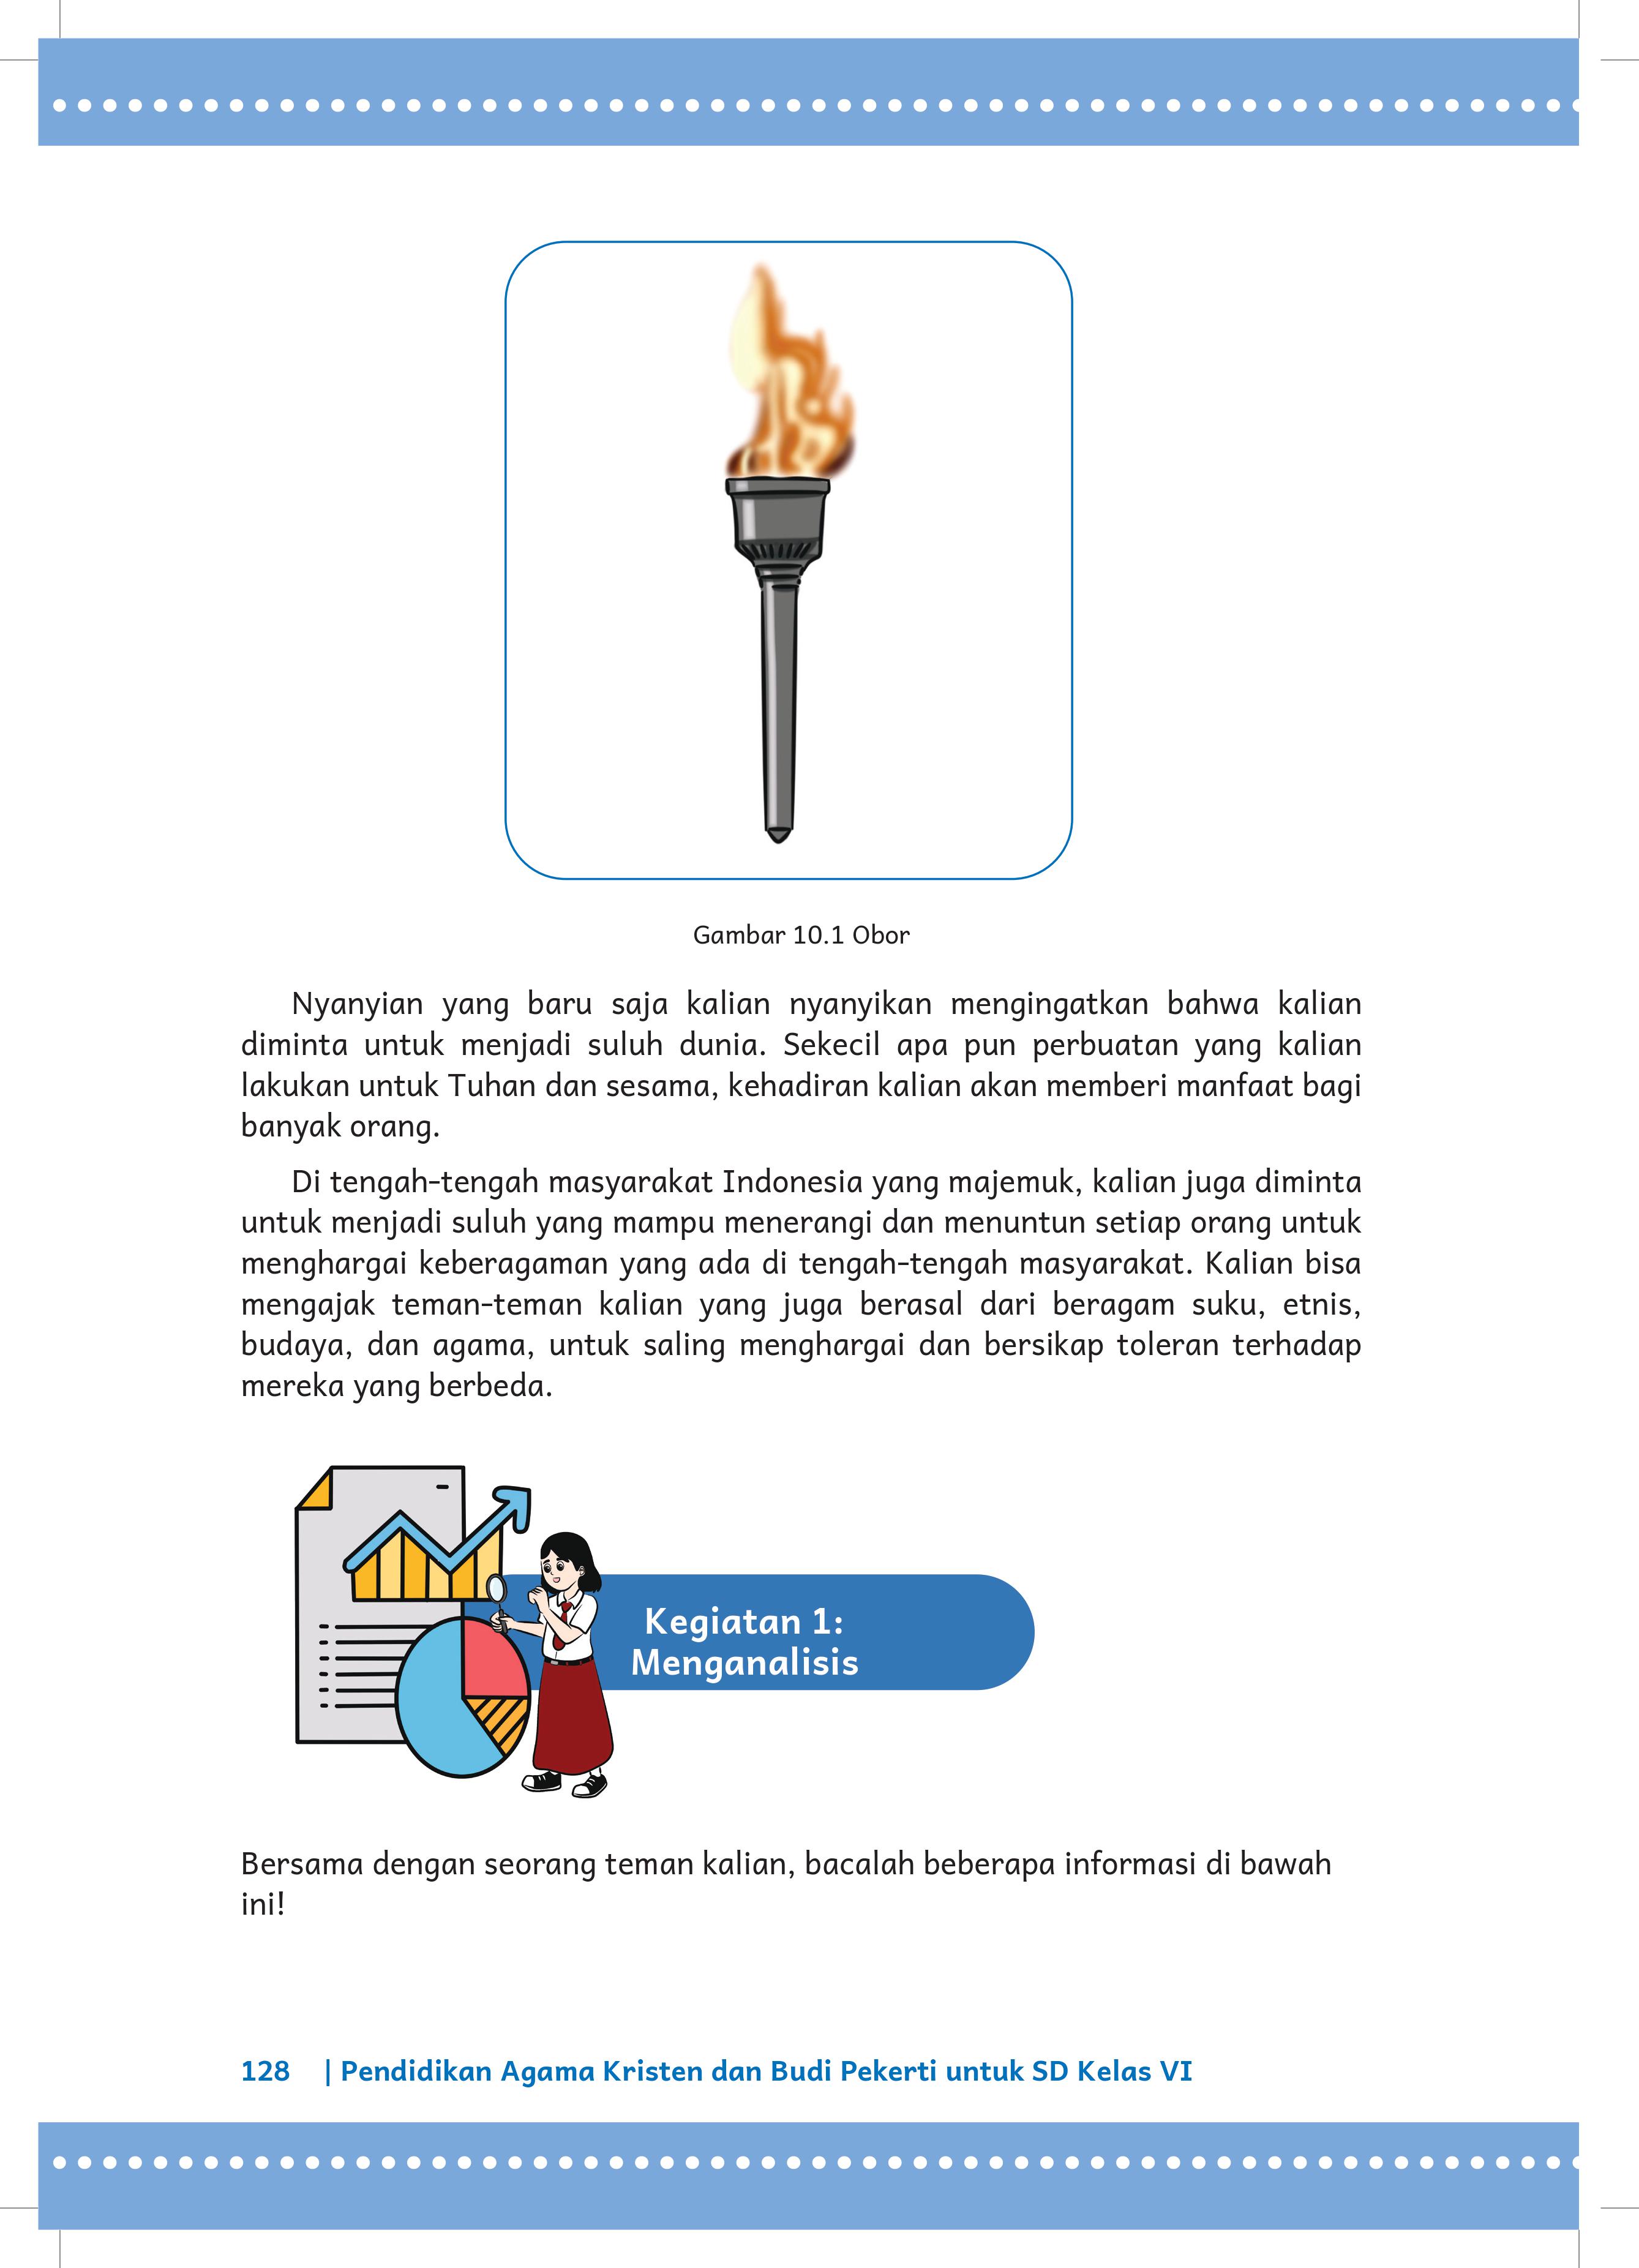 Gambar 10.1 Obor
Nyanyian yang baru saja kalian nyanyikan mengingatkan bahwa kalian
diminta untuk menjadi suluh dunia. Sekecil apa pun perbuatan yang kalian
lakukan untuk Tuhan dan sesama, kehadiran kalian akan memberi manfaat bagi
banyak orang.
Di tengah-tengah masyarakat Indonesia yang majemuk, kalian juga diminta
untuk menjadi suluh yang mampu menerangi dan menuntun setiap orang untuk
menghargai keberagaman yang ada di tengah-tengah masyarakat. Kalian bisa
mengajak teman-teman kalian yang juga berasal dari beragam suku, etnis,
budaya, dan agama, untuk saling menghargai dan bersikap toleran terhadap
mereka yang berbeda.
Kegiatan 1:
Menganalisis
Bersama dengan seorang teman kalian, bacalah beberapa informasi di bawah
ini!
128 | Pendidikan Agama Kristen dan Budi Pekerti untuk SD Kelas VI